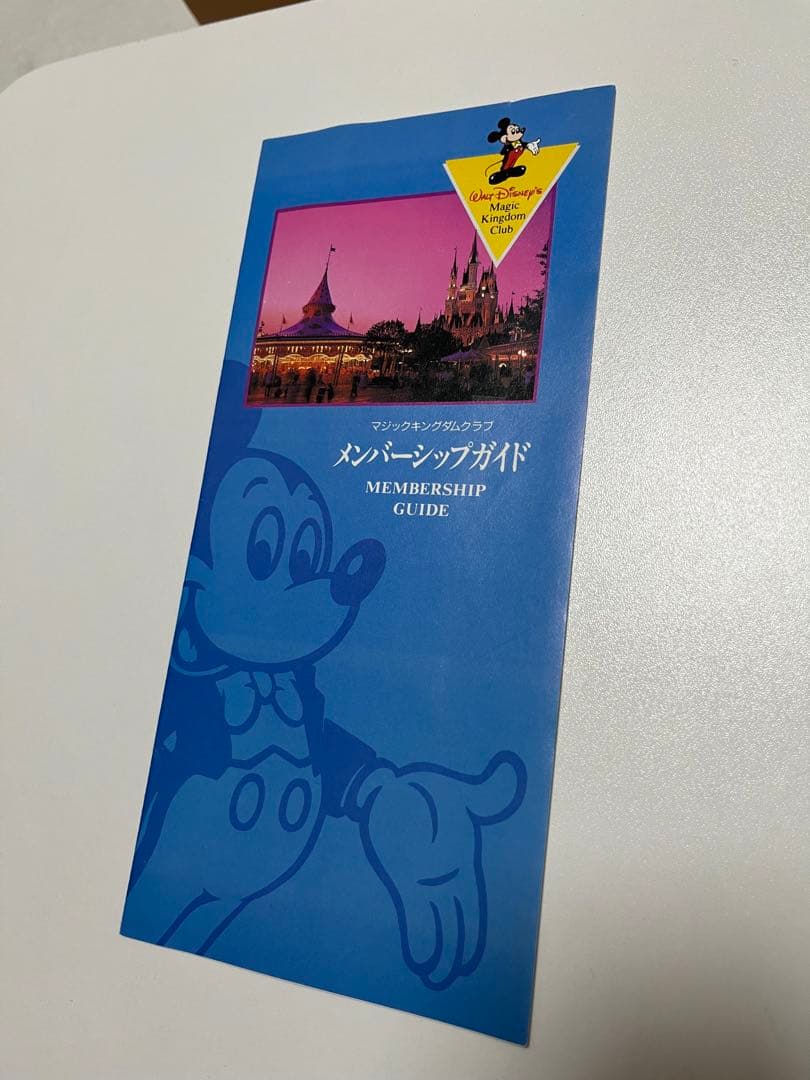 WALT DISNEY'S
Magic
Kingdom
Club
マジックキングダムクラブ
メンバーシップガイド
MEMBERSHIP
GUIDE